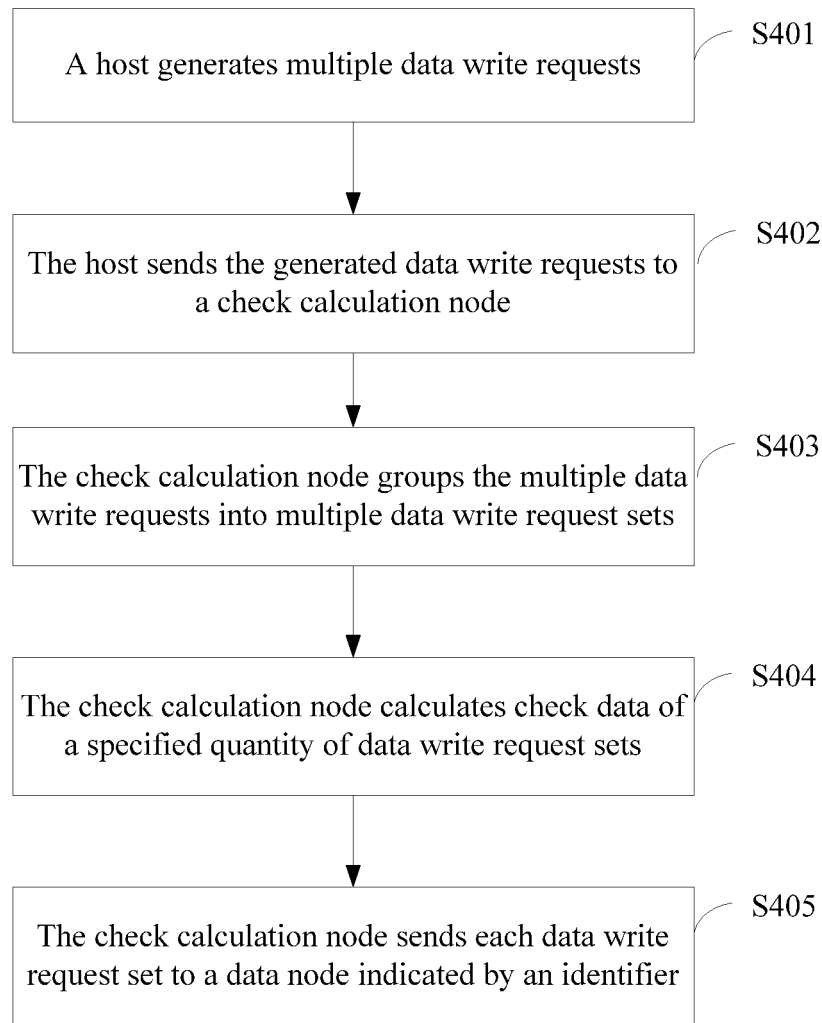 S401
A host generates multiple data write requests
S402
The host sends the generated data write requests to
a check calculation node
S403
The check calculation node groups the multiple data
write requests into multiple data write request sets
S404
The check calculation node calculates check data of
a specified quantity of data write request sets
S405
The check calculation node sends each data write
request set to a data node indicated by an identifier